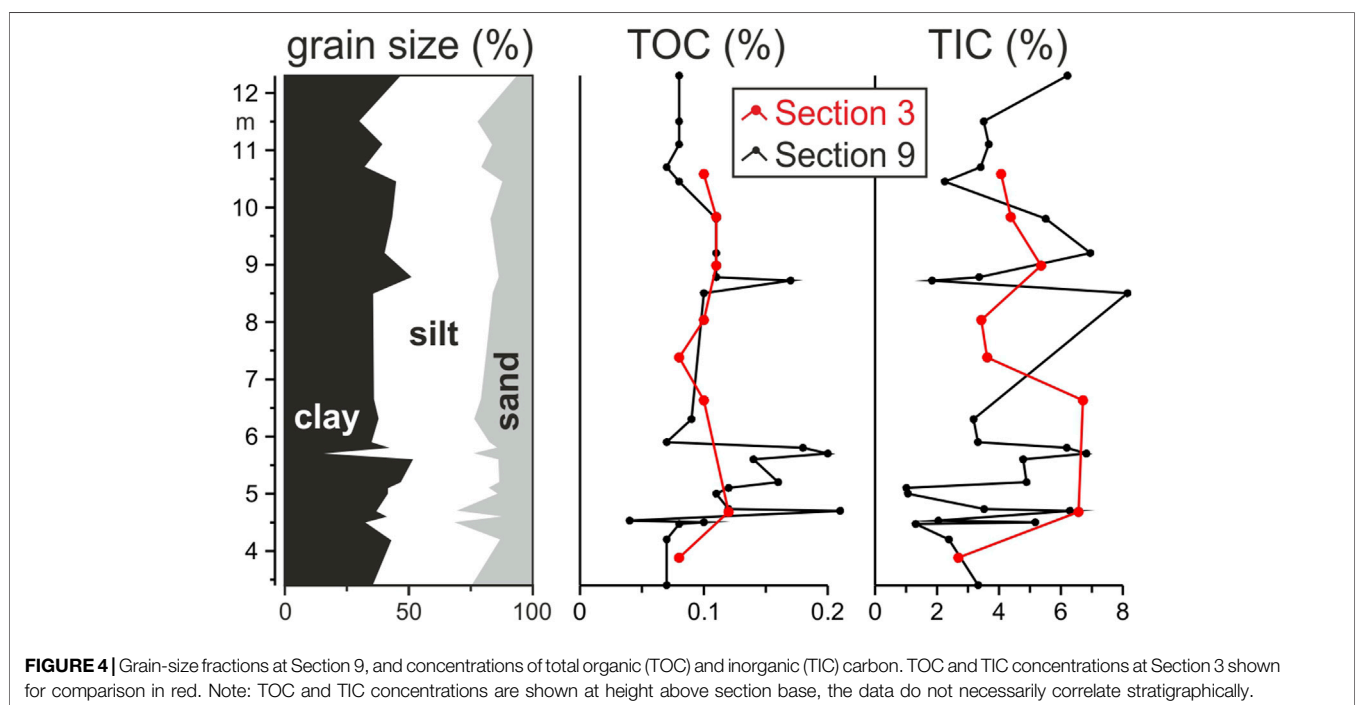 grain size (%) TOC (%) TIC (%)
12
m
11
10
9
8
7
6
5
4
Section 3
Section 9
silt
clay
sand
0 50 100
0 0.1 0.2
0 2 4 6 8
FIGURE 4 | Grain-size fractions at Section 9, and concentrations of total organic (TOC) and inorganic (TIC) carbon. TOC and TIC concentrations at Section 3 shown
for comparison in red. Note: TOC and TIC concentrations are shown at height above section base, the data do not necessarily correlate stratigraphically.